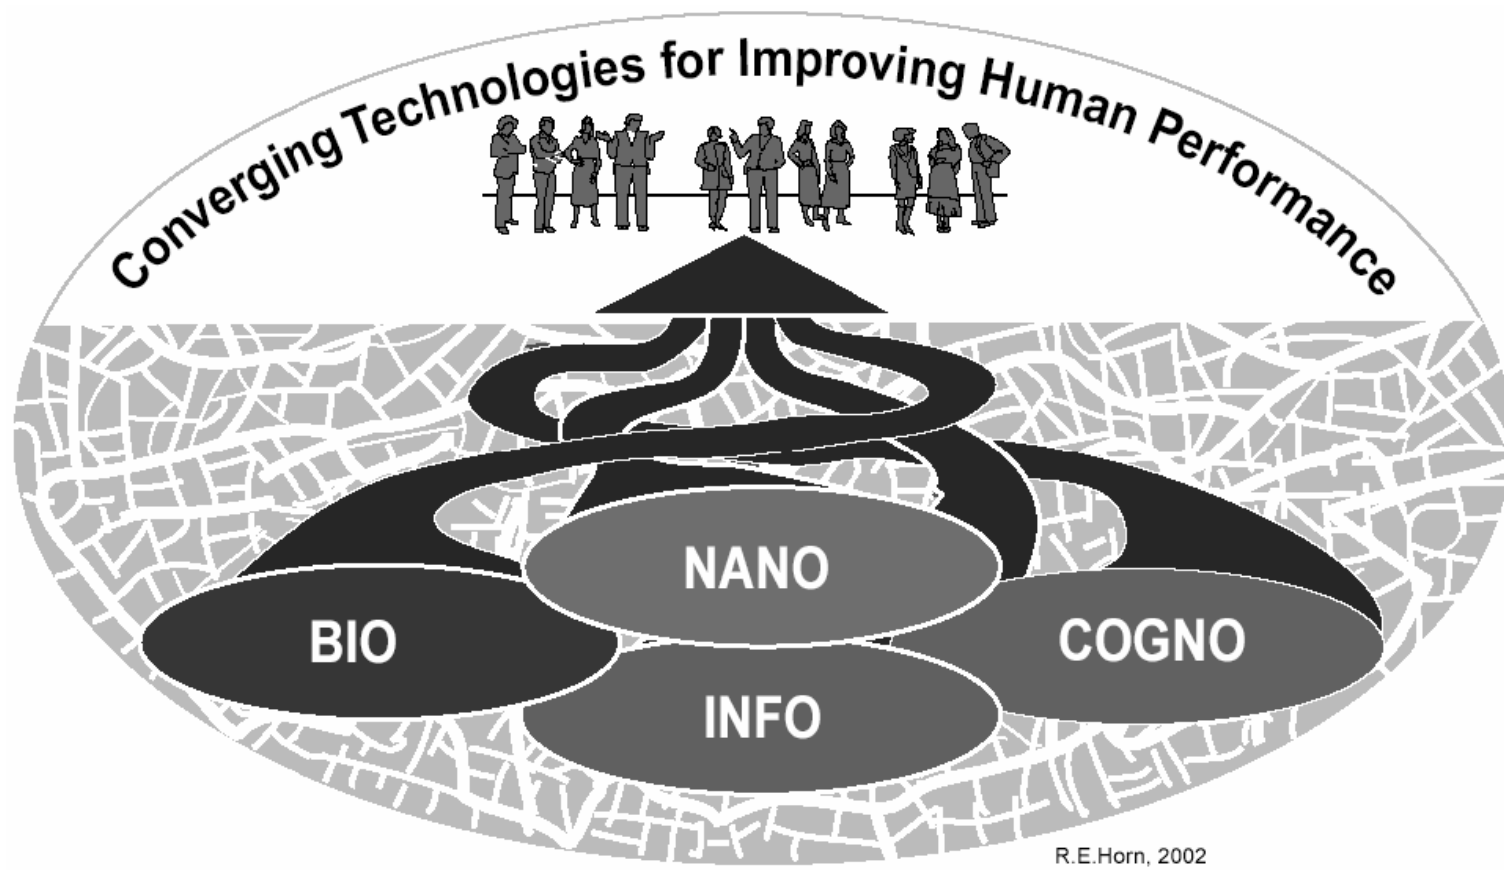 Converging Technologies for Improving Human Performance
NANO
BIO
COGNO
INFO
R.E.Horn, 2002